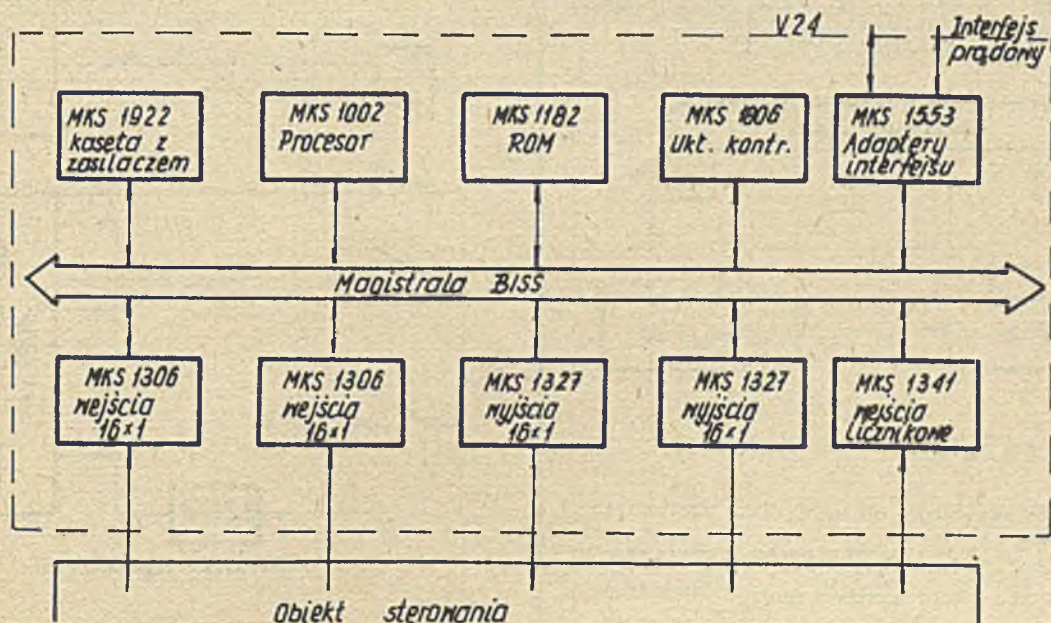 V24
Interfejs
prądowy
MKS 1922
kaseta z
zasilaczem
MKS 1002
Procesor
MKS 1182
ROM
MKS 1806
Ukł. kontr.
MKS 1553
Adaptery
interfejsu
Magistrala BISS
MKS 1306
wejścia
16×1
MKS 1306
wejścia
16×1
MKS 1327
wyjścia
16×1
MKS 1327
wyjścia
16×1
MKS 1341
wejścia
licznikowe
Obiekt sterowania